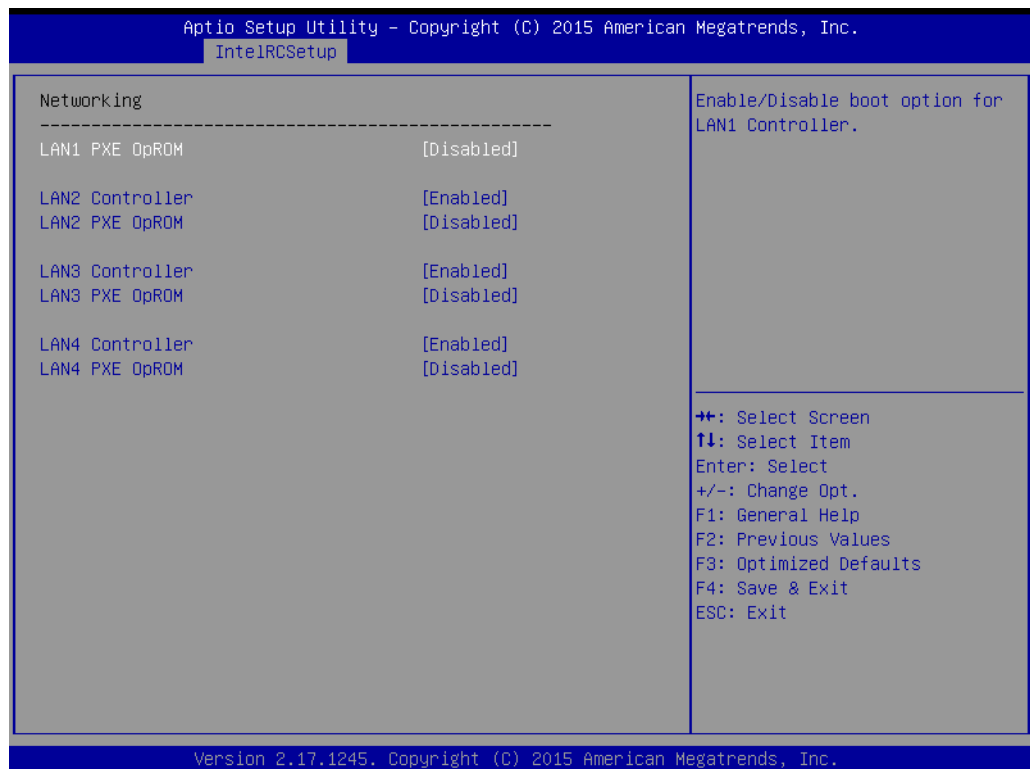 Aptio Setup Utility – Copyright (C) 2015 American Megatrends, Inc.
IntelRCSetup
Networking
--------------------------------------------------
LAN1 PXE OpROM [Disabled]
LAN2 Controller [Enabled]
LAN2 PXE OpROM [Disabled]
LAN3 Controller [Enabled]
LAN3 PXE OpROM [Disabled]
LAN4 Controller [Enabled]
LAN4 PXE OpROM [Disabled]
Enable/Disable boot option for
LAN1 Controller.
→←: Select Screen
↑↓: Select Item
Enter: Select
+/-: Change Opt.
F1: General Help
F2: Previous Values
F3: Optimized Defaults
F4: Save & Exit
ESC: Exit
Version 2.17.1245. Copyright (C) 2015 American Megatrends, Inc.